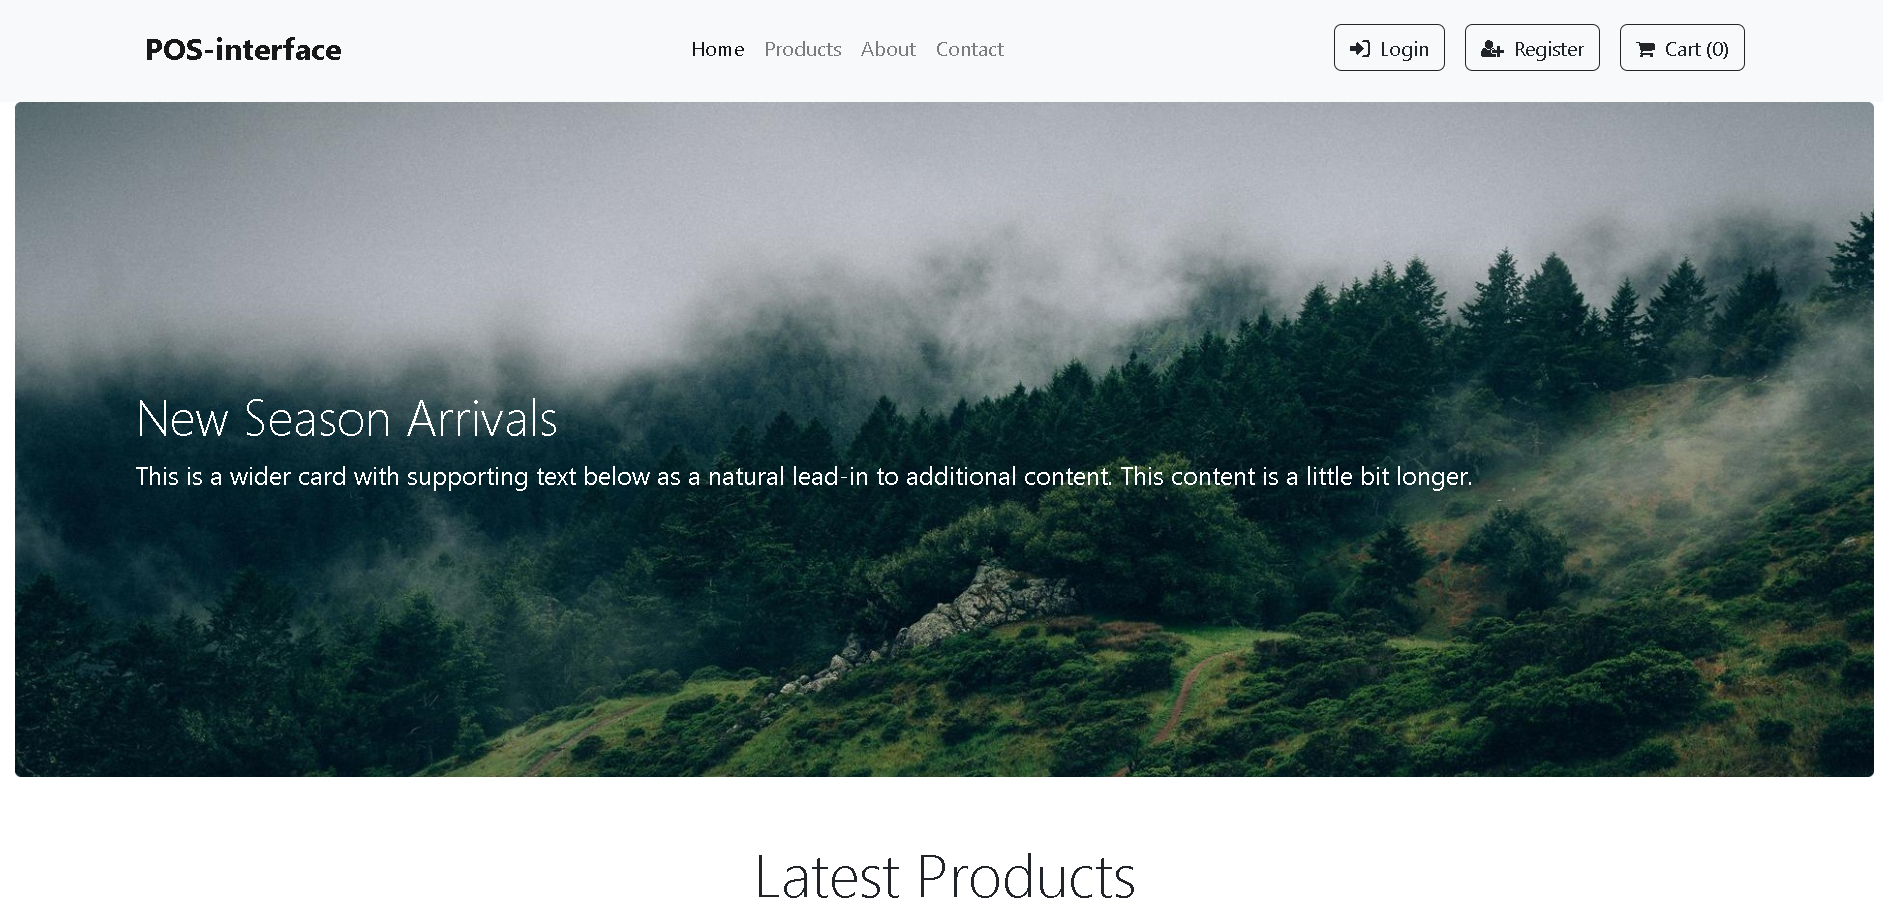 POS-interface
Home Products About Contact
Login Register Cart (0)
New Season Arrivals
This is a wider card with supporting text below as a natural lead-in to additional content. This content is a little bit longer.
Latest Products